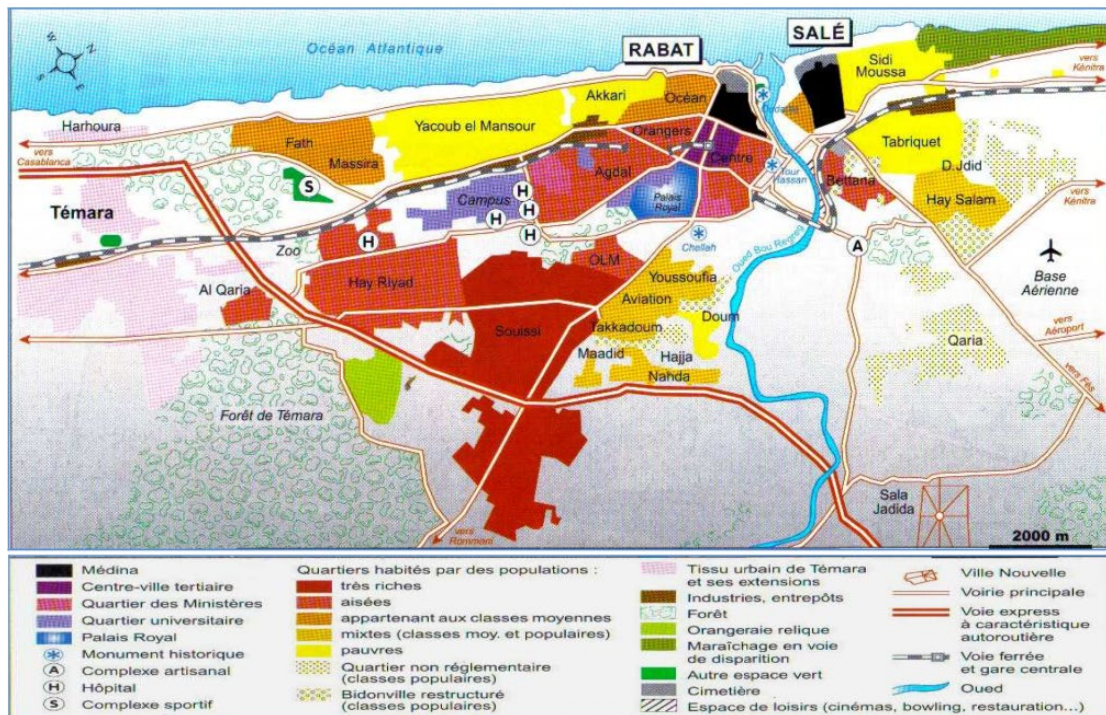 Océan Atlantique
RABAT
SALÉ
N
E
S
Sidi
Moussa
vers
Kénitra
Akkari
Océan
Harhoura
Yacoub el Mansour
Fath
Massira
Orangers
Centre
Tour
Hassan
Tabriquet
D.Jdid
vers
Casablanca
Agdal
Bettana
Hay Salam
S
Campus
H
H
H
H
Palais
Royal
vers
Kénitra
Témara
Zoo
H
Chellah
A
Oued Bou Regreg
OLM
Youssoufia
Base
Aérienne
Al Qaria
Hay Riyad
Aviation
Souissi
Takkadoum
Doum
vers
Aéroport
Maadid
Hajja
Qaria
Nahda
vers Fès
Forêt de Témara
Sala
Jadida
vers
Rommani
2000 m
Médina
Centre-ville tertiaire
Quartier des Ministères
Quartier universitaire
Palais Royal
Monument historique
A Complexe artisanal
H Hôpital
S Complexe sportif
Quartiers habités par des populations :
très riches
aisées
appartenant aux classes moyennes
mixtes (classes moy. et populaires)
pauvres
Quartier non réglementaire
(classes populaires)
Bidonville restructuré
(classes populaires)
Tissu urbain de Témara
et ses extensions
Industries, entrepôts
Forêt
Orangeraie relique
Maraîchage en voie
de disparition
Autre espace vert
Cimetière
Espace de loisirs (cinémas, bowling, restauration...)
Ville Nouvelle
Voirie principale
Voie express
à caractéristique
autoroutière
Voie ferrée
et gare centrale
Oued